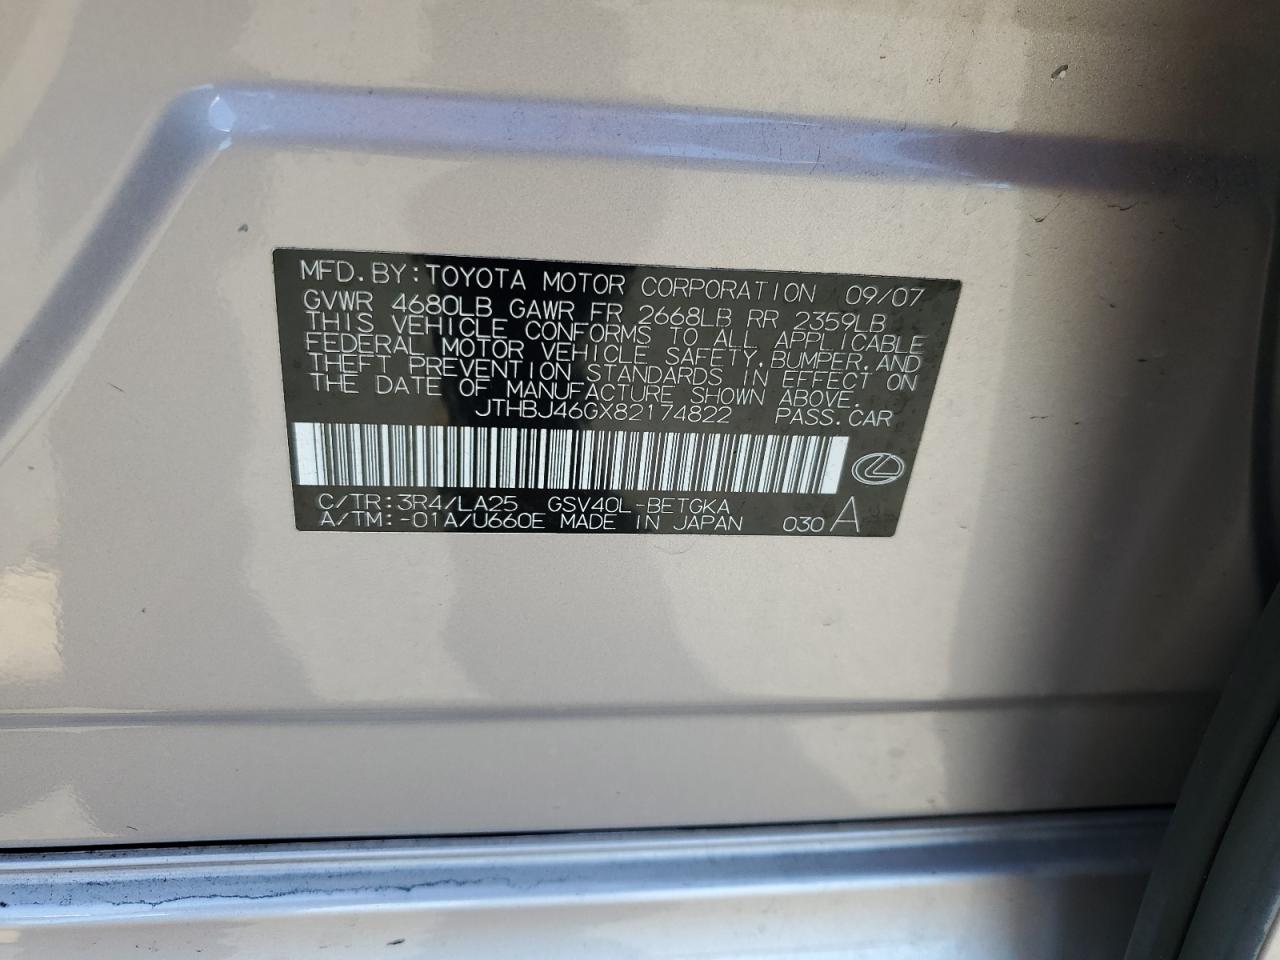 MFD.BY:TOYOTA MOTOR CORPORATION 09/07
GVWR 4680LB GAWR FR 2668LB RR 2359LB
THIS VEHICLE CONFORMS TO ALL APPLICABLE
FEDERAL MOTOR VEHICLE SAFETY,BUMPER,AND
THEFT PREVENTION STANDARDS IN EFFECT ON
THE DATE OF MANUFACTURE SHOWN ABOVE.
JTHBJ46GX82174822 PASS.CAR
C/TR:3R4/LA25 GSV40L-BETGKA
A/TM:-01A/U660E MADE IN JAPAN 030 A